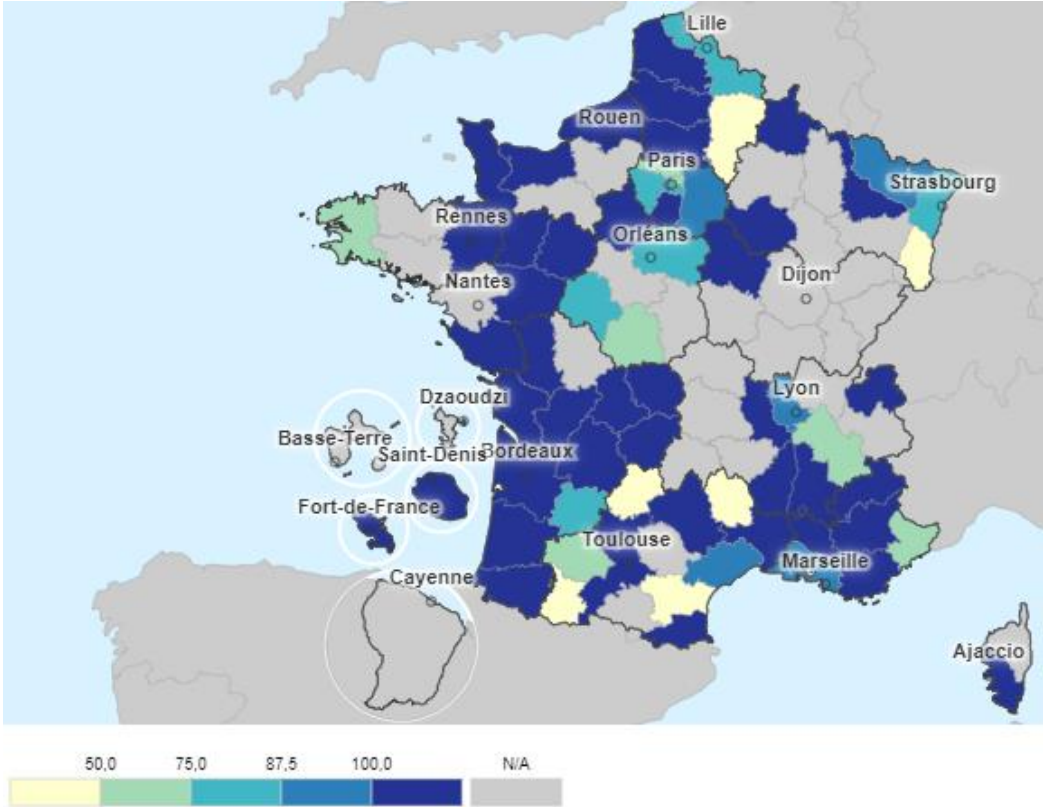 Lille
Rouen
Paris
Strasbourg
Rennes
Orléans
Nantes
Dijon
Lyon
Dzaoudzi
Basse-Terre
Saint-Denis
Bordeaux
Fort-de-France
Toulouse
Marseille
Cayenne
Ajaccio
50,0 75,0 87,5 100,0 N/A